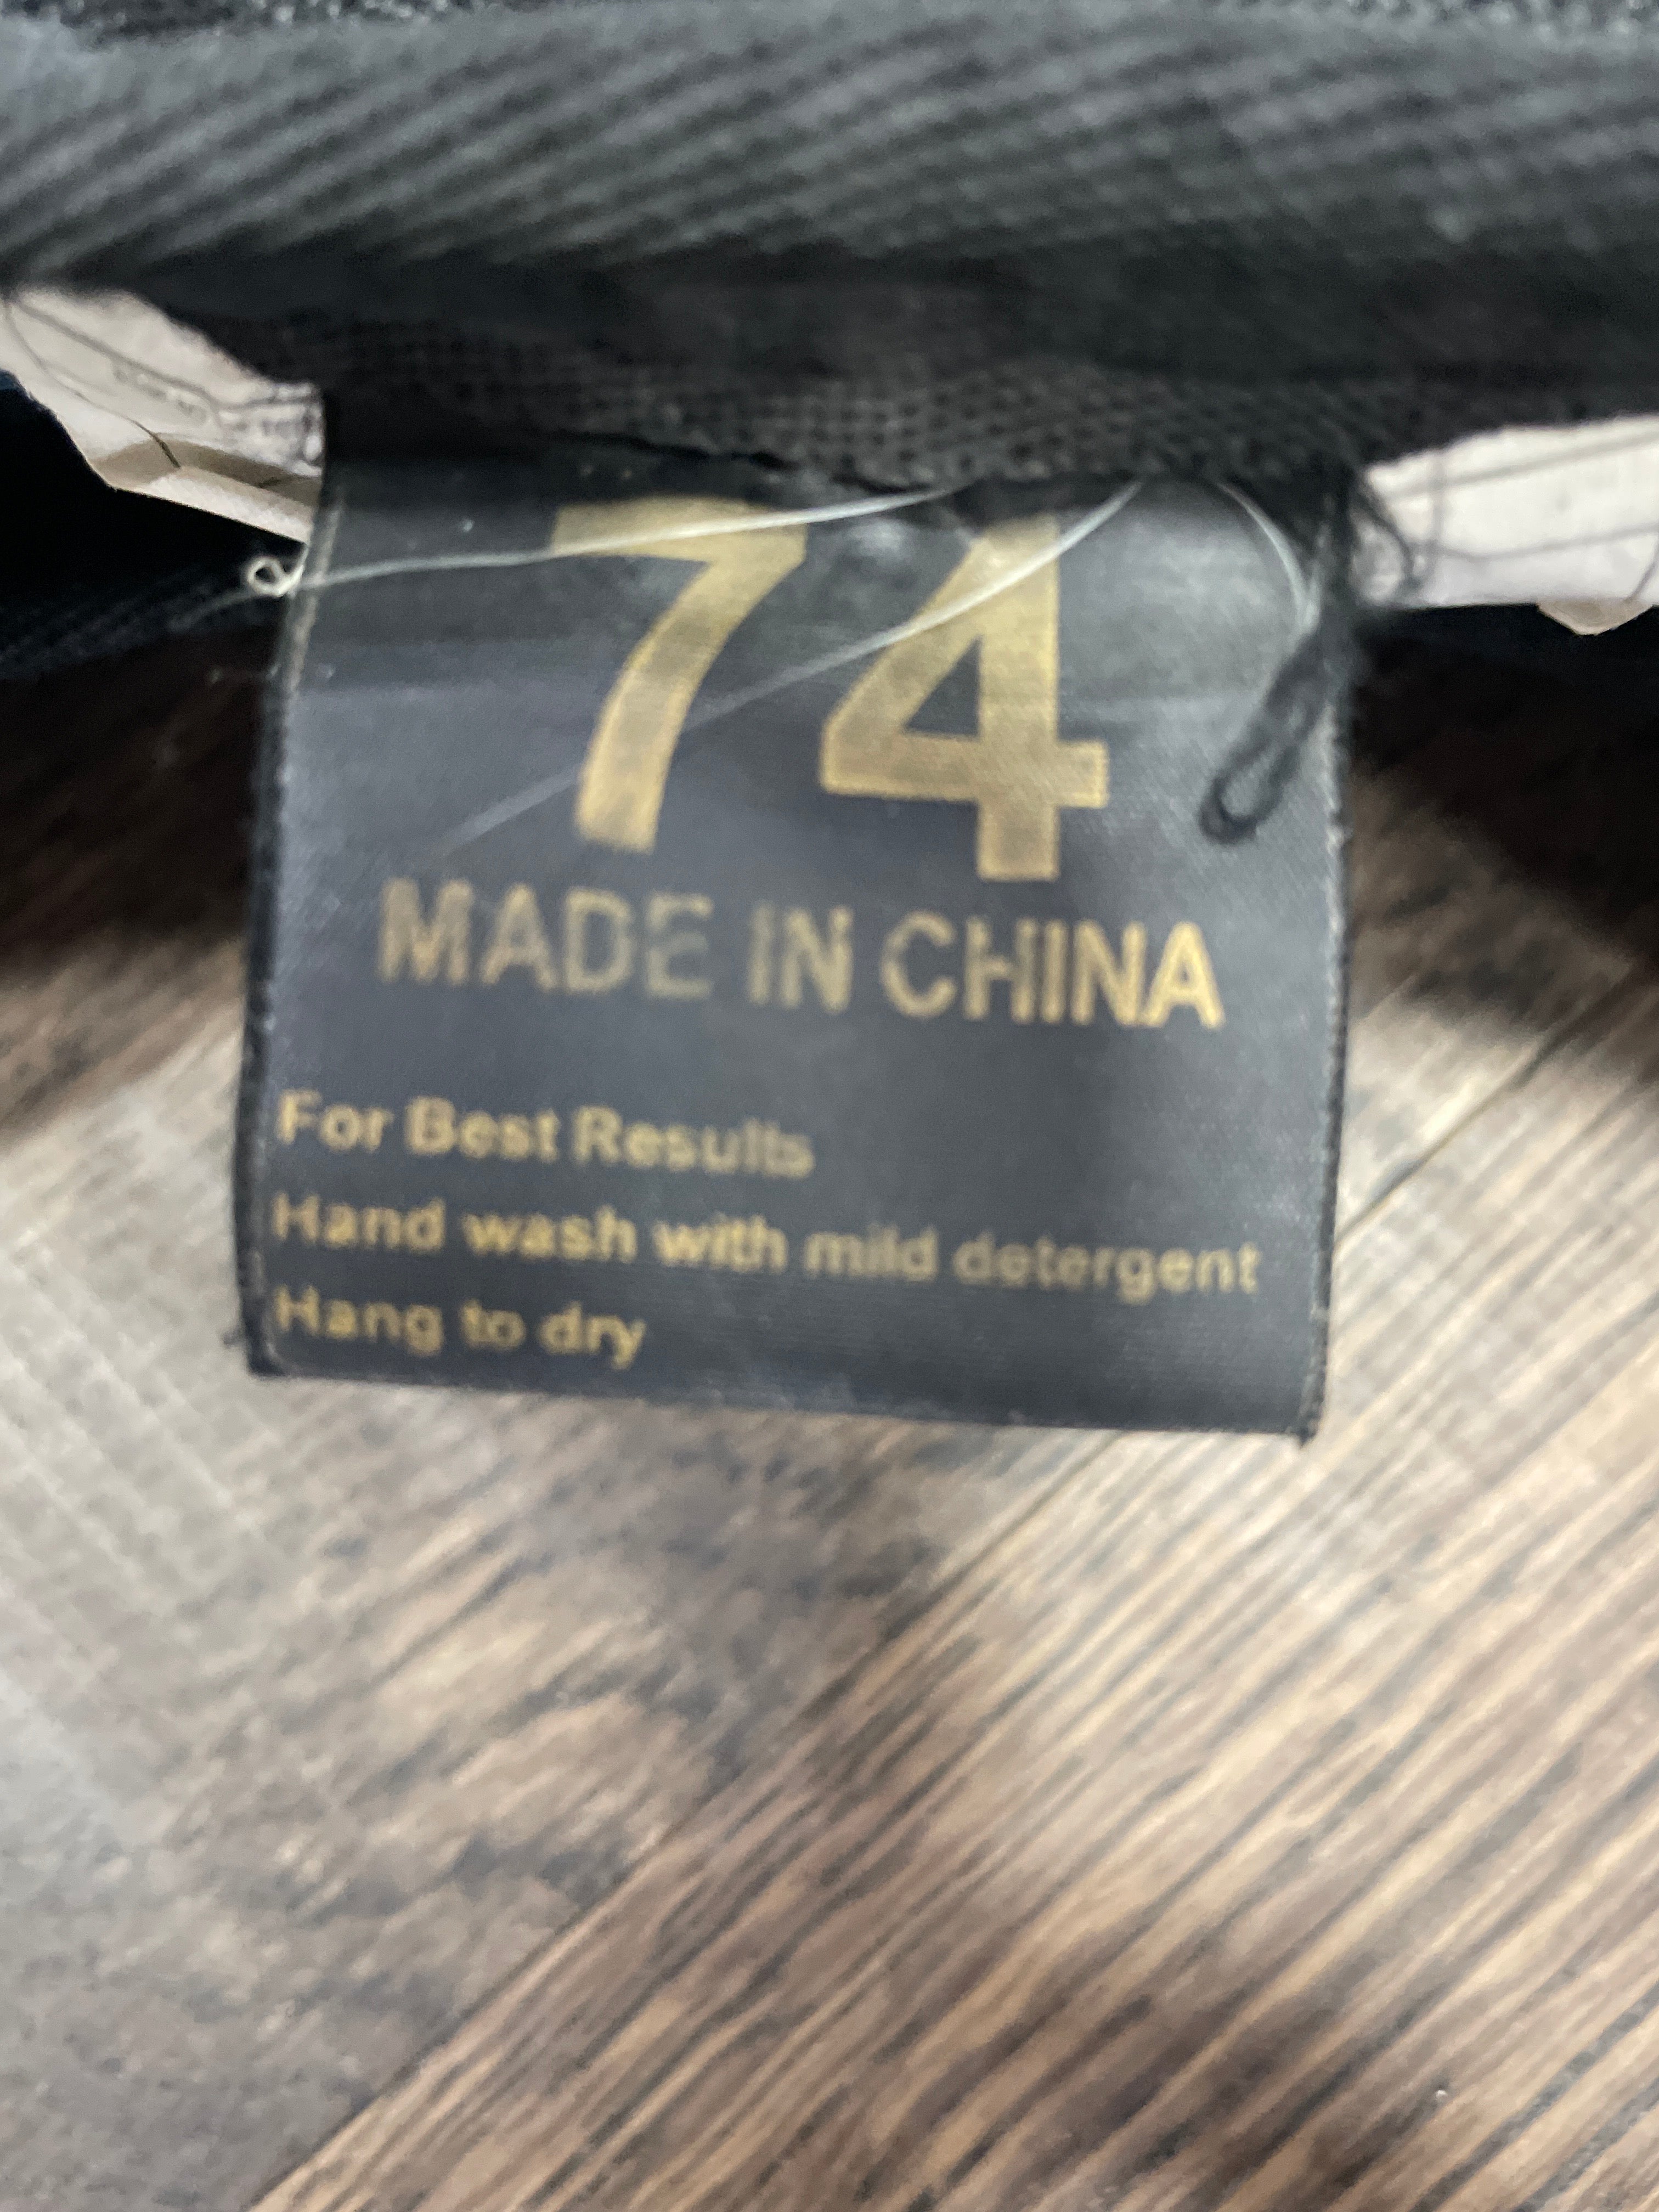 74
MADE IN CHINA
For Best Results
Hand wash with mild detergent
Hang to dry